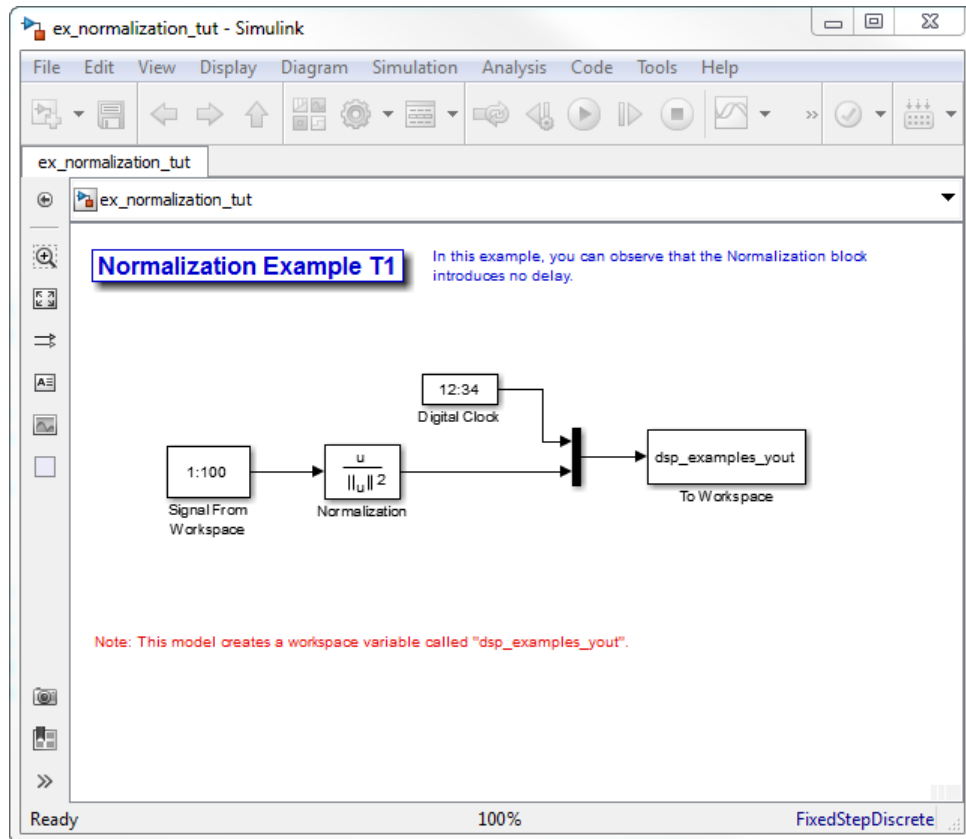 ex_normalization_tut - Simulink
File Edit View Display Diagram Simulation Analysis Code Tools Help
ex_normalization_tut
ex_normalization_tut
Normalization Example T1
In this example, you can observe that the Normalization block
introduces no delay.
12:34
Digital Clock
1:100
Signal From
Workspace
u
||u|| 2
Normalization
dsp_examples_yout
To Workspace
Note: This model creates a workspace variable called "dsp_examples_yout".
Ready 100% FixedStepDiscrete